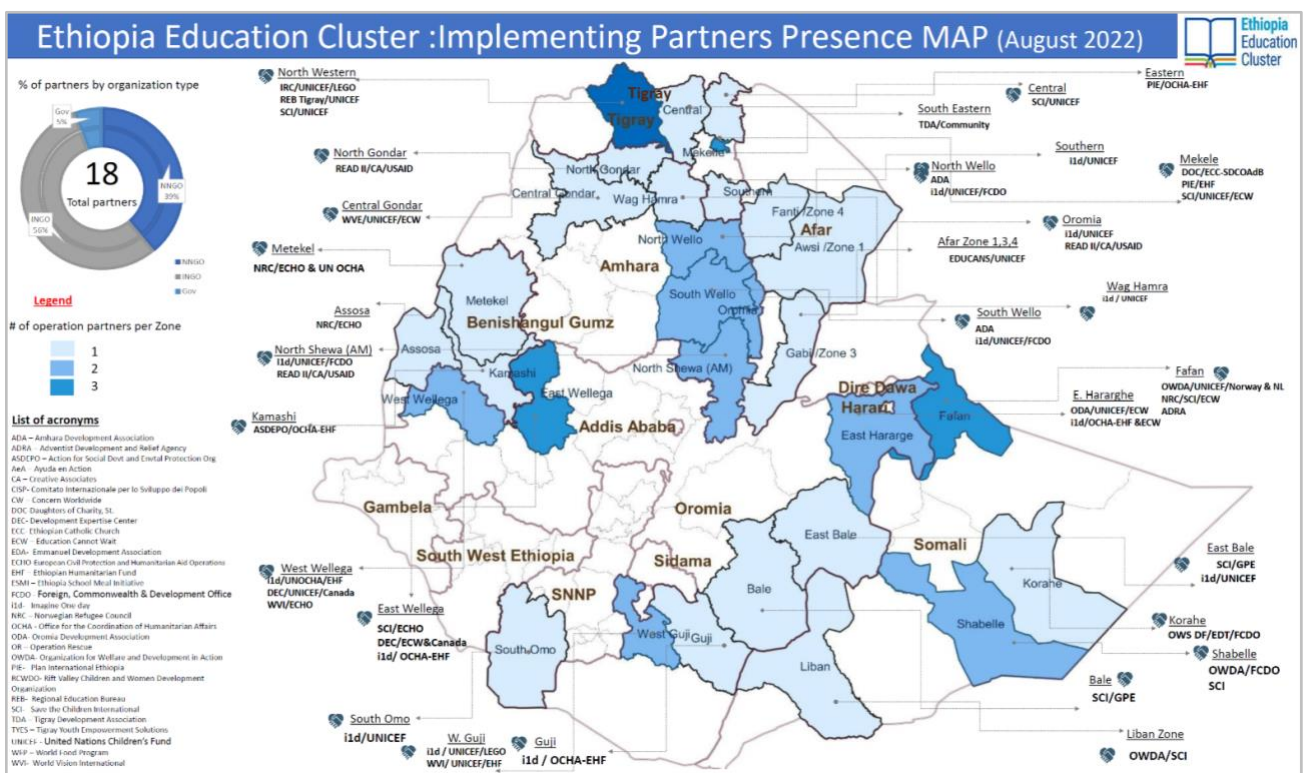 Ethiopia Education Cluster :Implementing Partners Presence MAP (August 2022)
Ethiopia
Education
Cluster
% of partners by organization type
Gov
5%
18
Total partners
NNGO
39%
INGO
56%
NNGO
INGO
Gov
Legend
# of operation partners per Zone
1
2
3
List of acronyms
ADA – Amhara Development Association
ADRA – Adventist Development and Relief Agency
ASDEPO – Action for Social Devt and Envtal Protection Org
AeA – Ayuda en Action
CA – Creative Associates
CISP- Comitato Internazionale per lo Sviluppo dei Popoli
CW - Concern Worldwide
DOC Daughters of Charity, St.
DEC- Development Expertise Center
ECC- Ethiopian Catholic Church
ECW - Education Cannot Wait
EDA- Emmanuel Development Association
ECHO European Civil Protection and Humanitarian Aid Operations
EHF - Ethiopian Humanitarian Fund
ESMI – Ethiopia School Meal Initiative
FCDO - Foreign, Commonwealth & Development Office
i1d- Imagine One day
NRC – Norwegian Refugee Council
OCHA - Office for the Coordination of Humanitarian Affairs
ODA- Oromia Development Association
OR – Operation Rescue
OWDA- Organization for Welfare and Development in Action
PIE- Plan International Ethiopia
RCWDO- Rift Valley Children and Women Development
Organization
REB- Regional Education Bureau
SCI- Save the Children International
TDA – Tigray Development Association
TYES – Tigray Youth Empowerment Solutions
UNICEF - United Nations Children's Fund
WFP – World Food Program
WVI- World Vision International
North Western
IRC/UNICEF/LEGO
REB Tigray/UNICEF
SCI/UNICEF
North Gondar
READ II/CA/USAID
Central Gondar
WVE/UNICEF/ECW
Metekel
NRC/ECHO & UN OCHA
Assosa
NRC/ECHO
North Shewa (AM)
I1d/UNICEF/FCDO
READ II/CA/USAID
Kamashi
ASDEPO/OCHA-EHF
West Wellega
I1d/UNOCHA/EHF
DEC/UNICEF/Canada
WVI/ECHO
East Wellega
SCI/ECHO
DEC/ECW&Canada
i1d/ OCHA-EHF
South Omo
i1d/UNICEF
W. Guji
i1d / UNICEF/LEGO
WVI/ UNICEF/EHF
Guji
i1d / OCHA-EHF
Eastern
PIE/OCHA-EHF
Central
SCI/UNICEF
South Eastern
TDA/Community
Southern
i1d/UNICEF
North Wello
ADA
i1d/UNICEF/FCDO
Mekele
DOC/ECC-SDCOAdB
PIE/EHF
SCI/UNICEF/ECW
Oromia
i1d/UNICEF
READ II/CA/USAID
Afar Zone 1,3,4
EDUCANS/UNICEF
Wag Hamra
i1d / UNICEF
South Wello
ADA
i1d/UNICEF/FCDO
Fafan
OWDA/UNICEF/Norway & NL
NRC/SCI/ECW
ADRA
E. Hararghe
ODA/UNICEF/ECW
i1d/OCHA-EHF &ECW
East Bale
SCI/GPE
i1d/UNICEF
Korahe
OWS DF/EDT/FCDO
Shabelle
OWDA/FCDO
SCI
Bale
SCI/GPE
Liban Zone
OWDA/SCI
Tigray
Tigray
Central
Mekelle
North Gondar
Central Gondar
Wag Hamra
Southern
Fanti /Zone 4
Afar
Awsi /Zone 1
North Wello
Amhara
South Wello
Oromia
Metekel
Benishangul Gumz
Assosa
Kamashi
North Shewa (AM)
Gabi /Zone 3
West Wellega
East Wellega
Addis Ababa
Dire Dawa
Harari
Fafan
East Hararge
Gambela
Oromia
South West Ethiopia
Sidama
Somali
East Bale
SNNP
Bale
Korahe
Shabelle
West Guji
Guji
South Omo
Liban